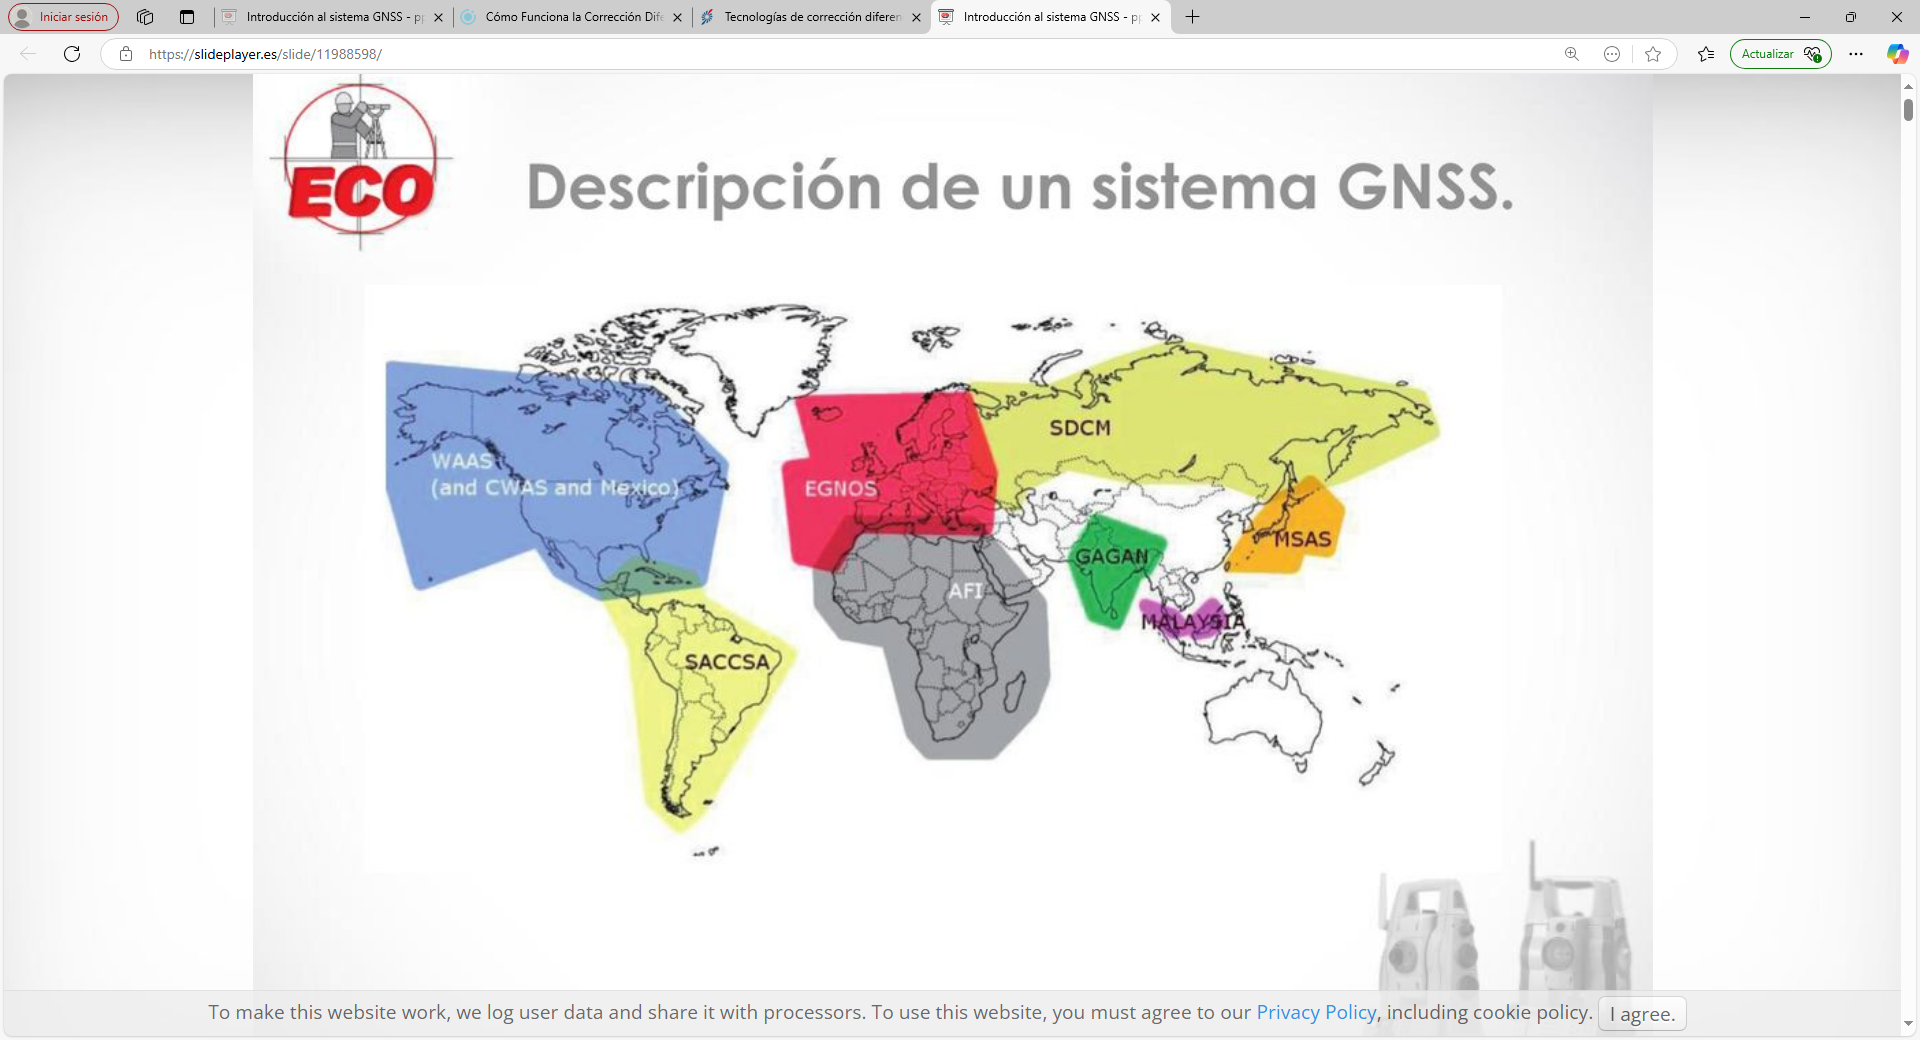 Iniciar sesión
Introducción al sistema GNSS - pp
Cómo Funciona la Corrección Dife
Tecnologías de corrección diferen
Introducción al sistema GNSS - pp
https://slideplayer.es/slide/11988598/
Actualizar
ECO
Descripción de un sistema GNSS.
WAAS
(and CWAS and Mexico)
EGNOS
SDCM
MSAS
GAGAN
AFI
MALAYSIA
SACCSA
To make this website work, we log user data and share it with processors. To use this website, you must agree to our Privacy Policy, including cookie policy.
I agree.